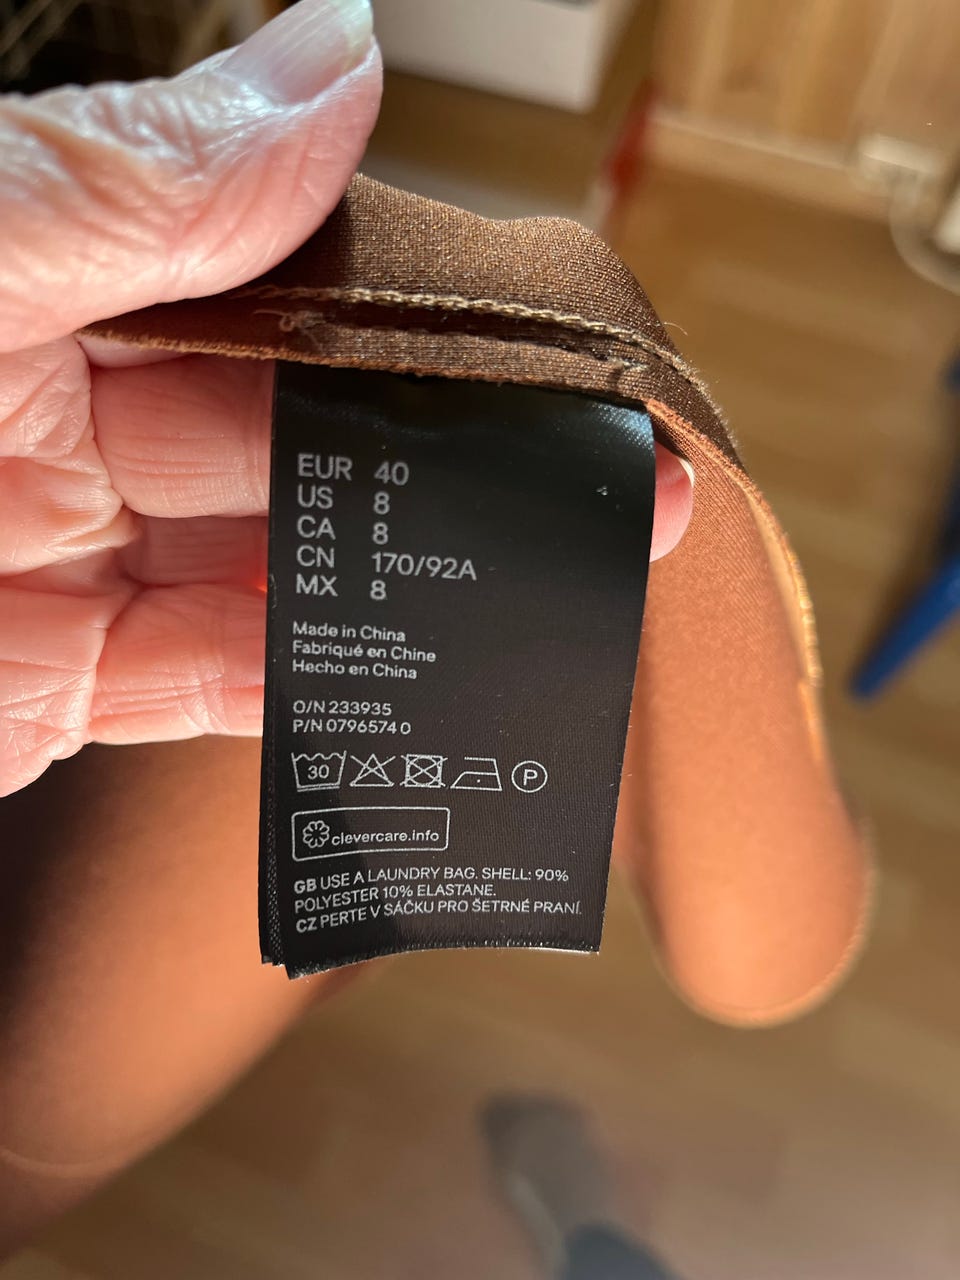 EUR 40
US 8
CA 8
CN 170/92A
MX 8
Made in China
Fabriqué en Chine
Hecho en China
O/N 233935
P/N 0796574 0
30
P
clevercare.info
GB USE A LAUNDRY BAG. SHELL: 90%
POLYESTER 10% ELASTANE.
CZ PERTE V SÁČKU PRO ŠETRNÉ PRANÍ.